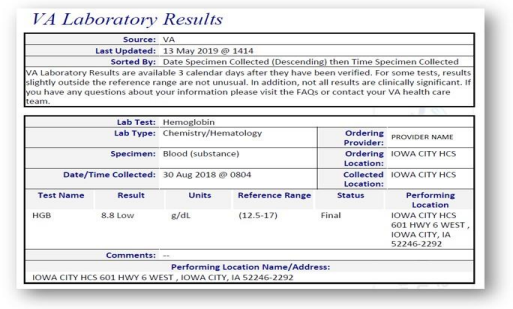 VA Laboratory Results
Source: VA
Last Updated: 13 May 2019 @ 1414
Sorted By: Date Specimen Collected (Descending) then Time Specimen Collected
VA Laboratory Results are available 3 calendar days after they have been verified. For some tests, results
slightly outside the reference range are not unusual. In addition, not all results are clinically significant. If
you have any questions about your information please visit the FAQs or contact your VA health care
team.
Lab Test: Hemoglobin
Lab Type: Chemistry/Hematology Ordering Provider: PROVIDER NAME
Specimen: Blood (substance) Ordering Location: IOWA CITY HCS
Date/Time Collected: 30 Aug 2018 @ 0804 Collected Location: IOWA CITY HCS
Test Name Result Units Reference Range Status Performing Location
HGB 8.8 Low g/dL (12.5-17) Final IOWA CITY HCS
601 HWY 6 WEST ,
IOWA CITY, IA
52246-2292
Comments: --
Performing Location Name/Address:
IOWA CITY HCS 601 HWY 6 WEST , IOWA CITY, IA 52246-2292